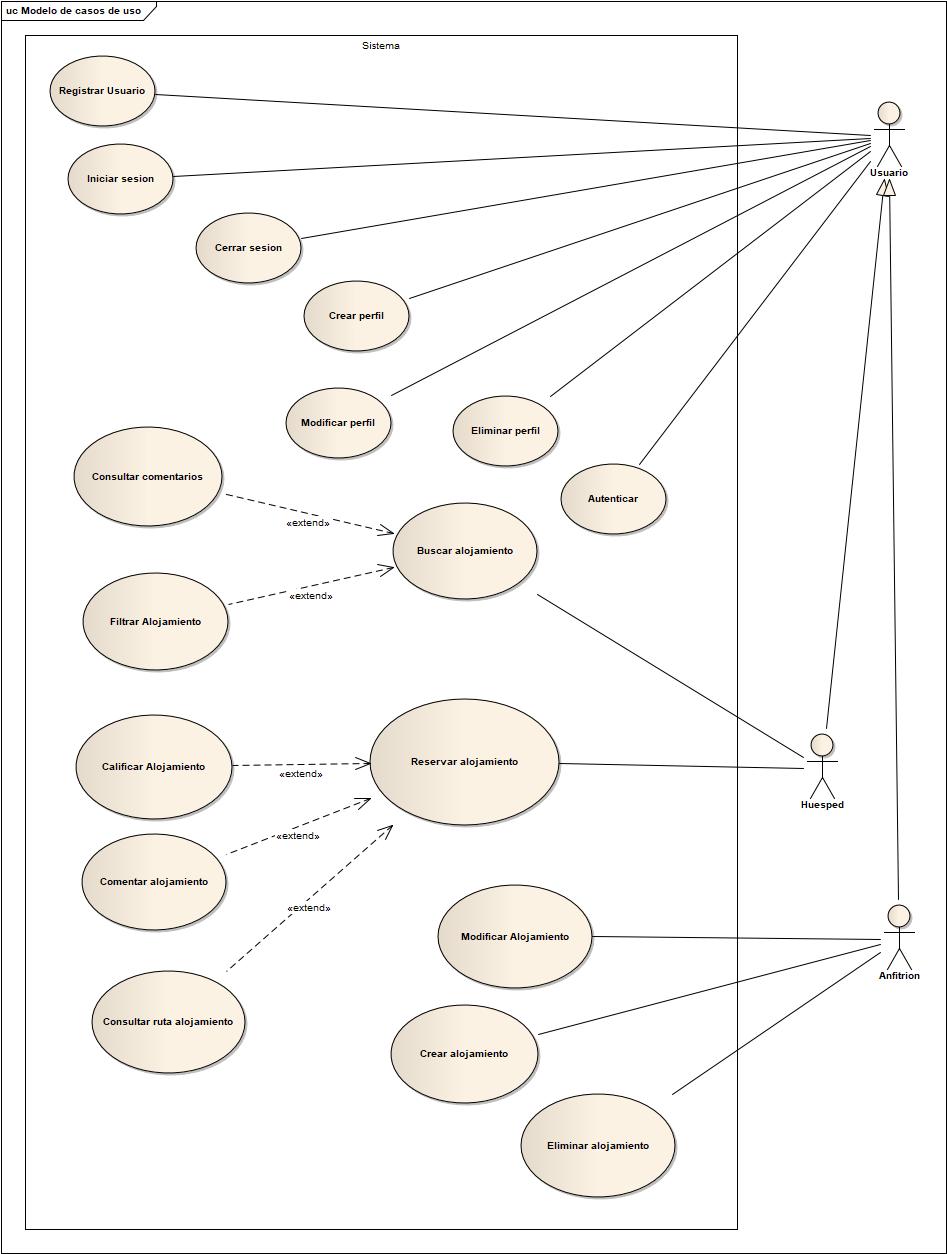 uc Modelo de casos de uso
Sistema
Registrar Usuario
Usuario
Iniciar sesion
Cerrar sesion
Crear perfil
Modificar perfil
Eliminar perfil
Consultar comentarios
Autenticar
«extend»
Buscar alojamiento
«extend»
Filtrar Alojamiento
Reservar alojamiento
Calificar Alojamiento
«extend»
Huesped
«extend»
Comentar alojamiento
«extend»
Modificar Alojamiento
Anfitrion
Consultar ruta alojamiento
Crear alojamiento
Eliminar alojamiento